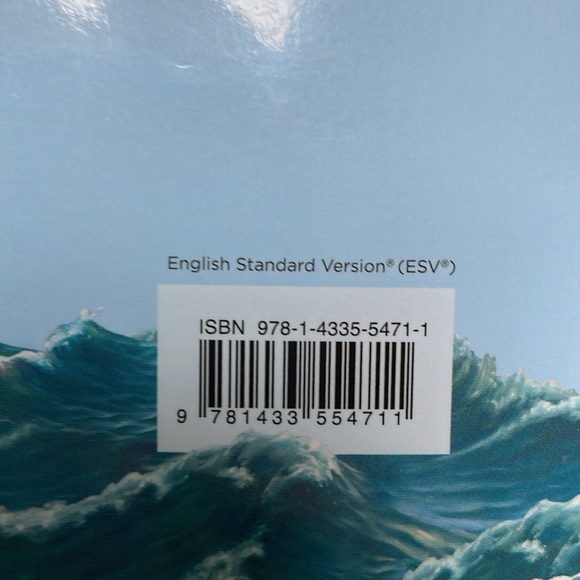 English Standard Version® (ESV®)
ISBN 978-1-4335-5471-1
9 781433 554711